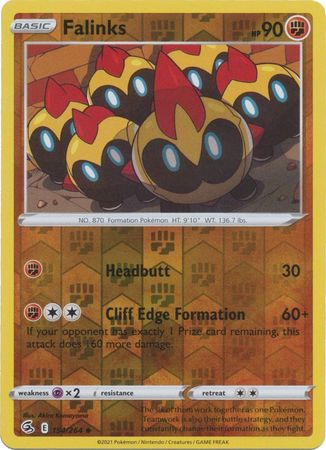 BASIC
Falinks
HP 90
NO. 870 Formation Pokémon HT. 9'10" WT. 136.7 lbs.
Headbutt 30
Cliff Edge Formation 60+
If your opponent has exactly 1 Prize card remaining, this
attack does 160 more damage.
weakness ×2 resistance retreat
Illus. Akira Komayama
E 154/264
©2021 Pokémon / Nintendo / Creatures / GAME FREAK
The six of them work together as one Pokémon.
Teamwork is also their battle strategy, and they
constantly change their formation as they fight.